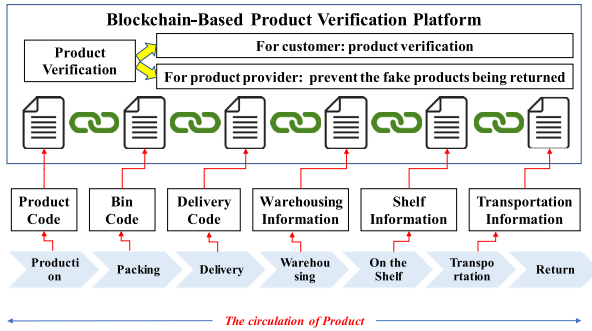 Blockchain-Based Product Verification Platform
Product
Verification
For customer: product verification
For product provider:  prevent the fake products being returned
Product
Code
Bin
Code
Delivery
Code
Warehousing
Information
Shelf
Information
Transportation
Information
Producti
on
Packing
Delivery
Wareho
using
On the
Shelf
Transpo
rtation
Return
The circulation of Product